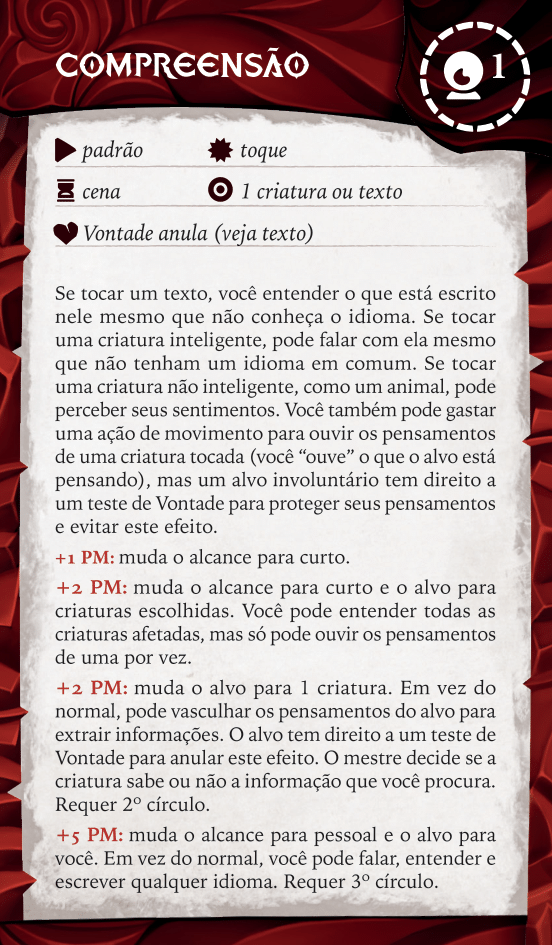 COMPREENSÃO
1
padrão toque
cena 1 criatura ou texto
Vontade anula (veja texto)
Se tocar um texto, você entender o que está escrito
nele mesmo que não conheça o idioma. Se tocar
uma criatura inteligente, pode falar com ela mesmo
que não tenham um idioma em comum. Se tocar
uma criatura não inteligente, como um animal, pode
perceber seus sentimentos. Você também pode gastar
uma ação de movimento para ouvir os pensamentos
de uma criatura tocada (você “ouve” o que o alvo está
pensando), mas um alvo involuntário tem direito a
um teste de Vontade para proteger seus pensamentos
e evitar este efeito.
+1 PM: muda o alcance para curto.
+2 PM: muda o alcance para curto e o alvo para
criaturas escolhidas. Você pode entender todas as
criaturas afetadas, mas só pode ouvir os pensamentos
de uma por vez.
+2 PM: muda o alvo para 1 criatura. Em vez do
normal, pode vasculhar os pensamentos do alvo para
extrair informações. O alvo tem direito a um teste de
Vontade para anular este efeito. O mestre decide se a
criatura sabe ou não a informação que você procura.
Requer 2º círculo.
+5 PM: muda o alcance para pessoal e o alvo para
você. Em vez do normal, você pode falar, entender e
escrever qualquer idioma. Requer 3º círculo.